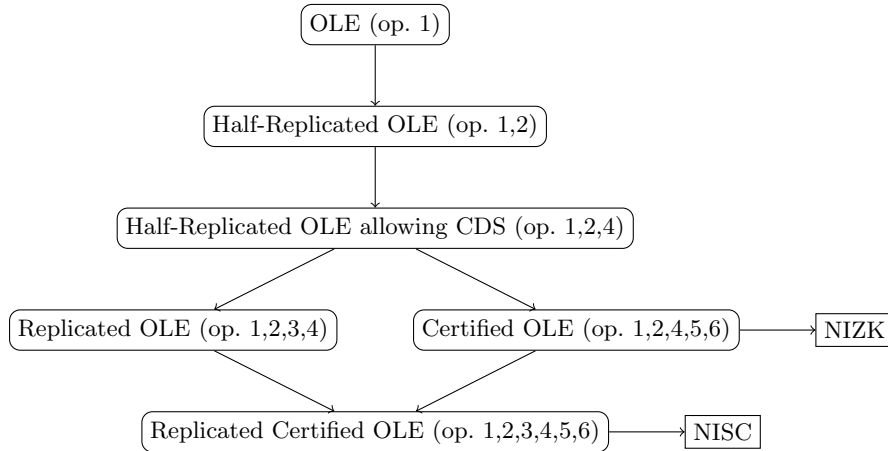 OLE (op. 1)
Half-Replicated OLE (op. 1,2)
Half-Replicated OLE allowing CDS (op. 1,2,4)
Replicated OLE (op. 1,2,3,4)
Certified OLE (op. 1,2,4,5,6)
NIZK
Replicated Certified OLE (op. 1,2,3,4,5,6)
NISC